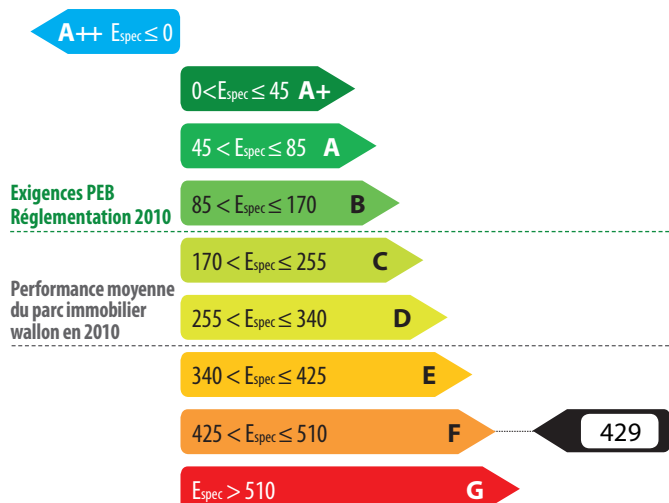 A++ Espec ≤ 0
0<Espec ≤ 45 A+
45 < Espec ≤ 85 A
Exigences PEB
Réglementation 2010
85 < Espec ≤ 170 B
170 < Espec ≤ 255 C
Performance moyenne
du parc immobilier
wallon en 2010
255 < Espec ≤ 340 D
340 < Espec ≤ 425 E
425 < Espec ≤ 510 F
429
Espec > 510 G